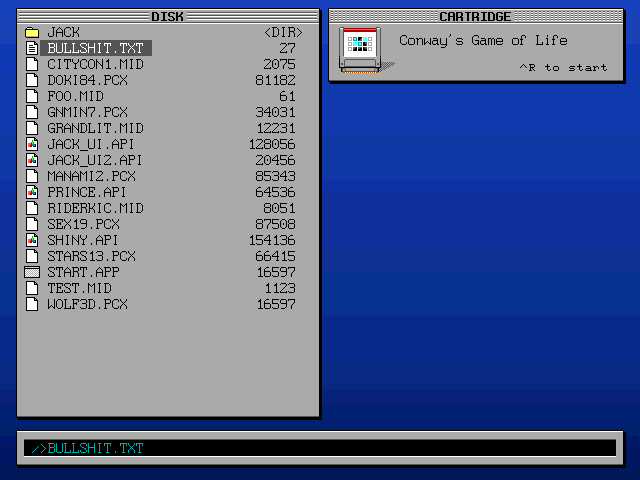 DISK
JACK <DIR>
BULLSHIT.TXT 27
CITYCON1.MID 2075
DOKI84.PCX 81182
FOO.MID 61
GNMIN7.PCX 34031
GRANDLIT.MID 12231
JACK_UI.API 128056
JACK_UI2.API 20456
MANAMI2.PCX 85343
PRINCE.API 64536
RIDERKIC.MID 8051
SEX19.PCX 87508
SHINY.API 154136
STARS13.PCX 66415
START.APP 16597
TEST.MID 1123
WOLF3D.PCX 16597
CARTRIDGE
Conway's Game of Life
^R to start
/>BULLSHIT.TXT